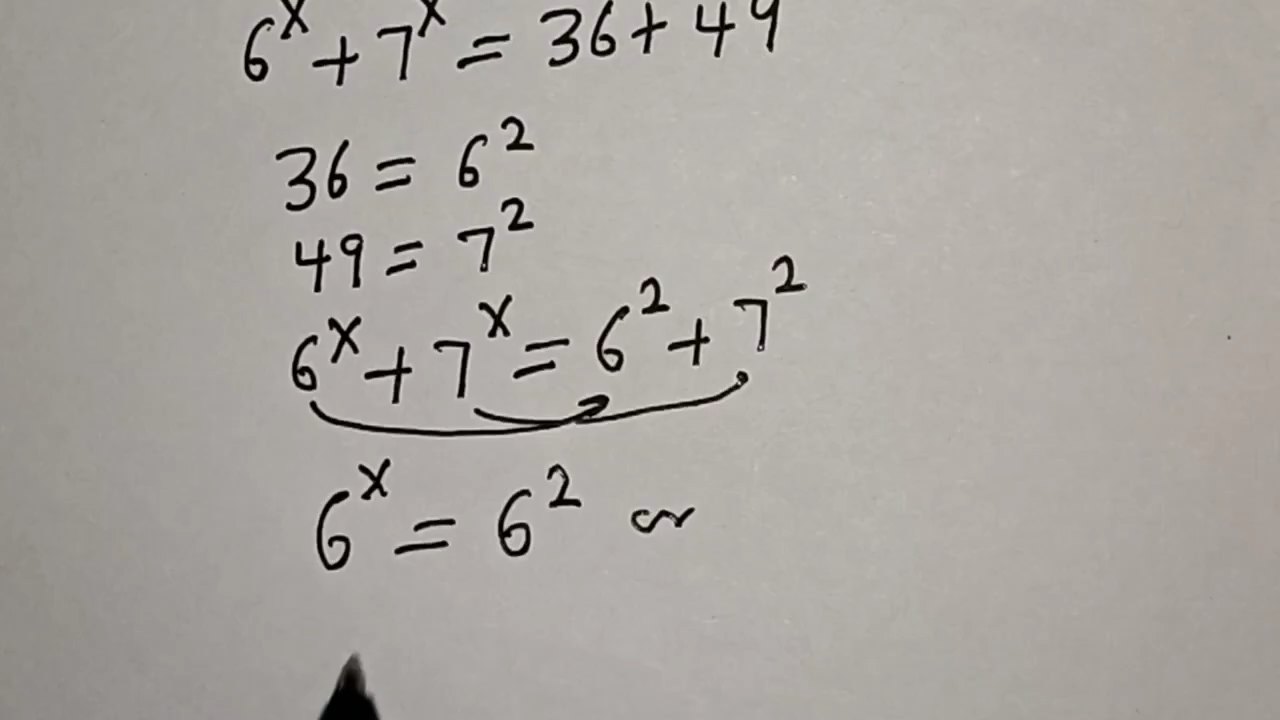 6^x + 7^x = 36 + 49
36 = 6^2
49 = 7^2
6^x + 7^x = 6^2 + 7^2
6^x = 6^2 or